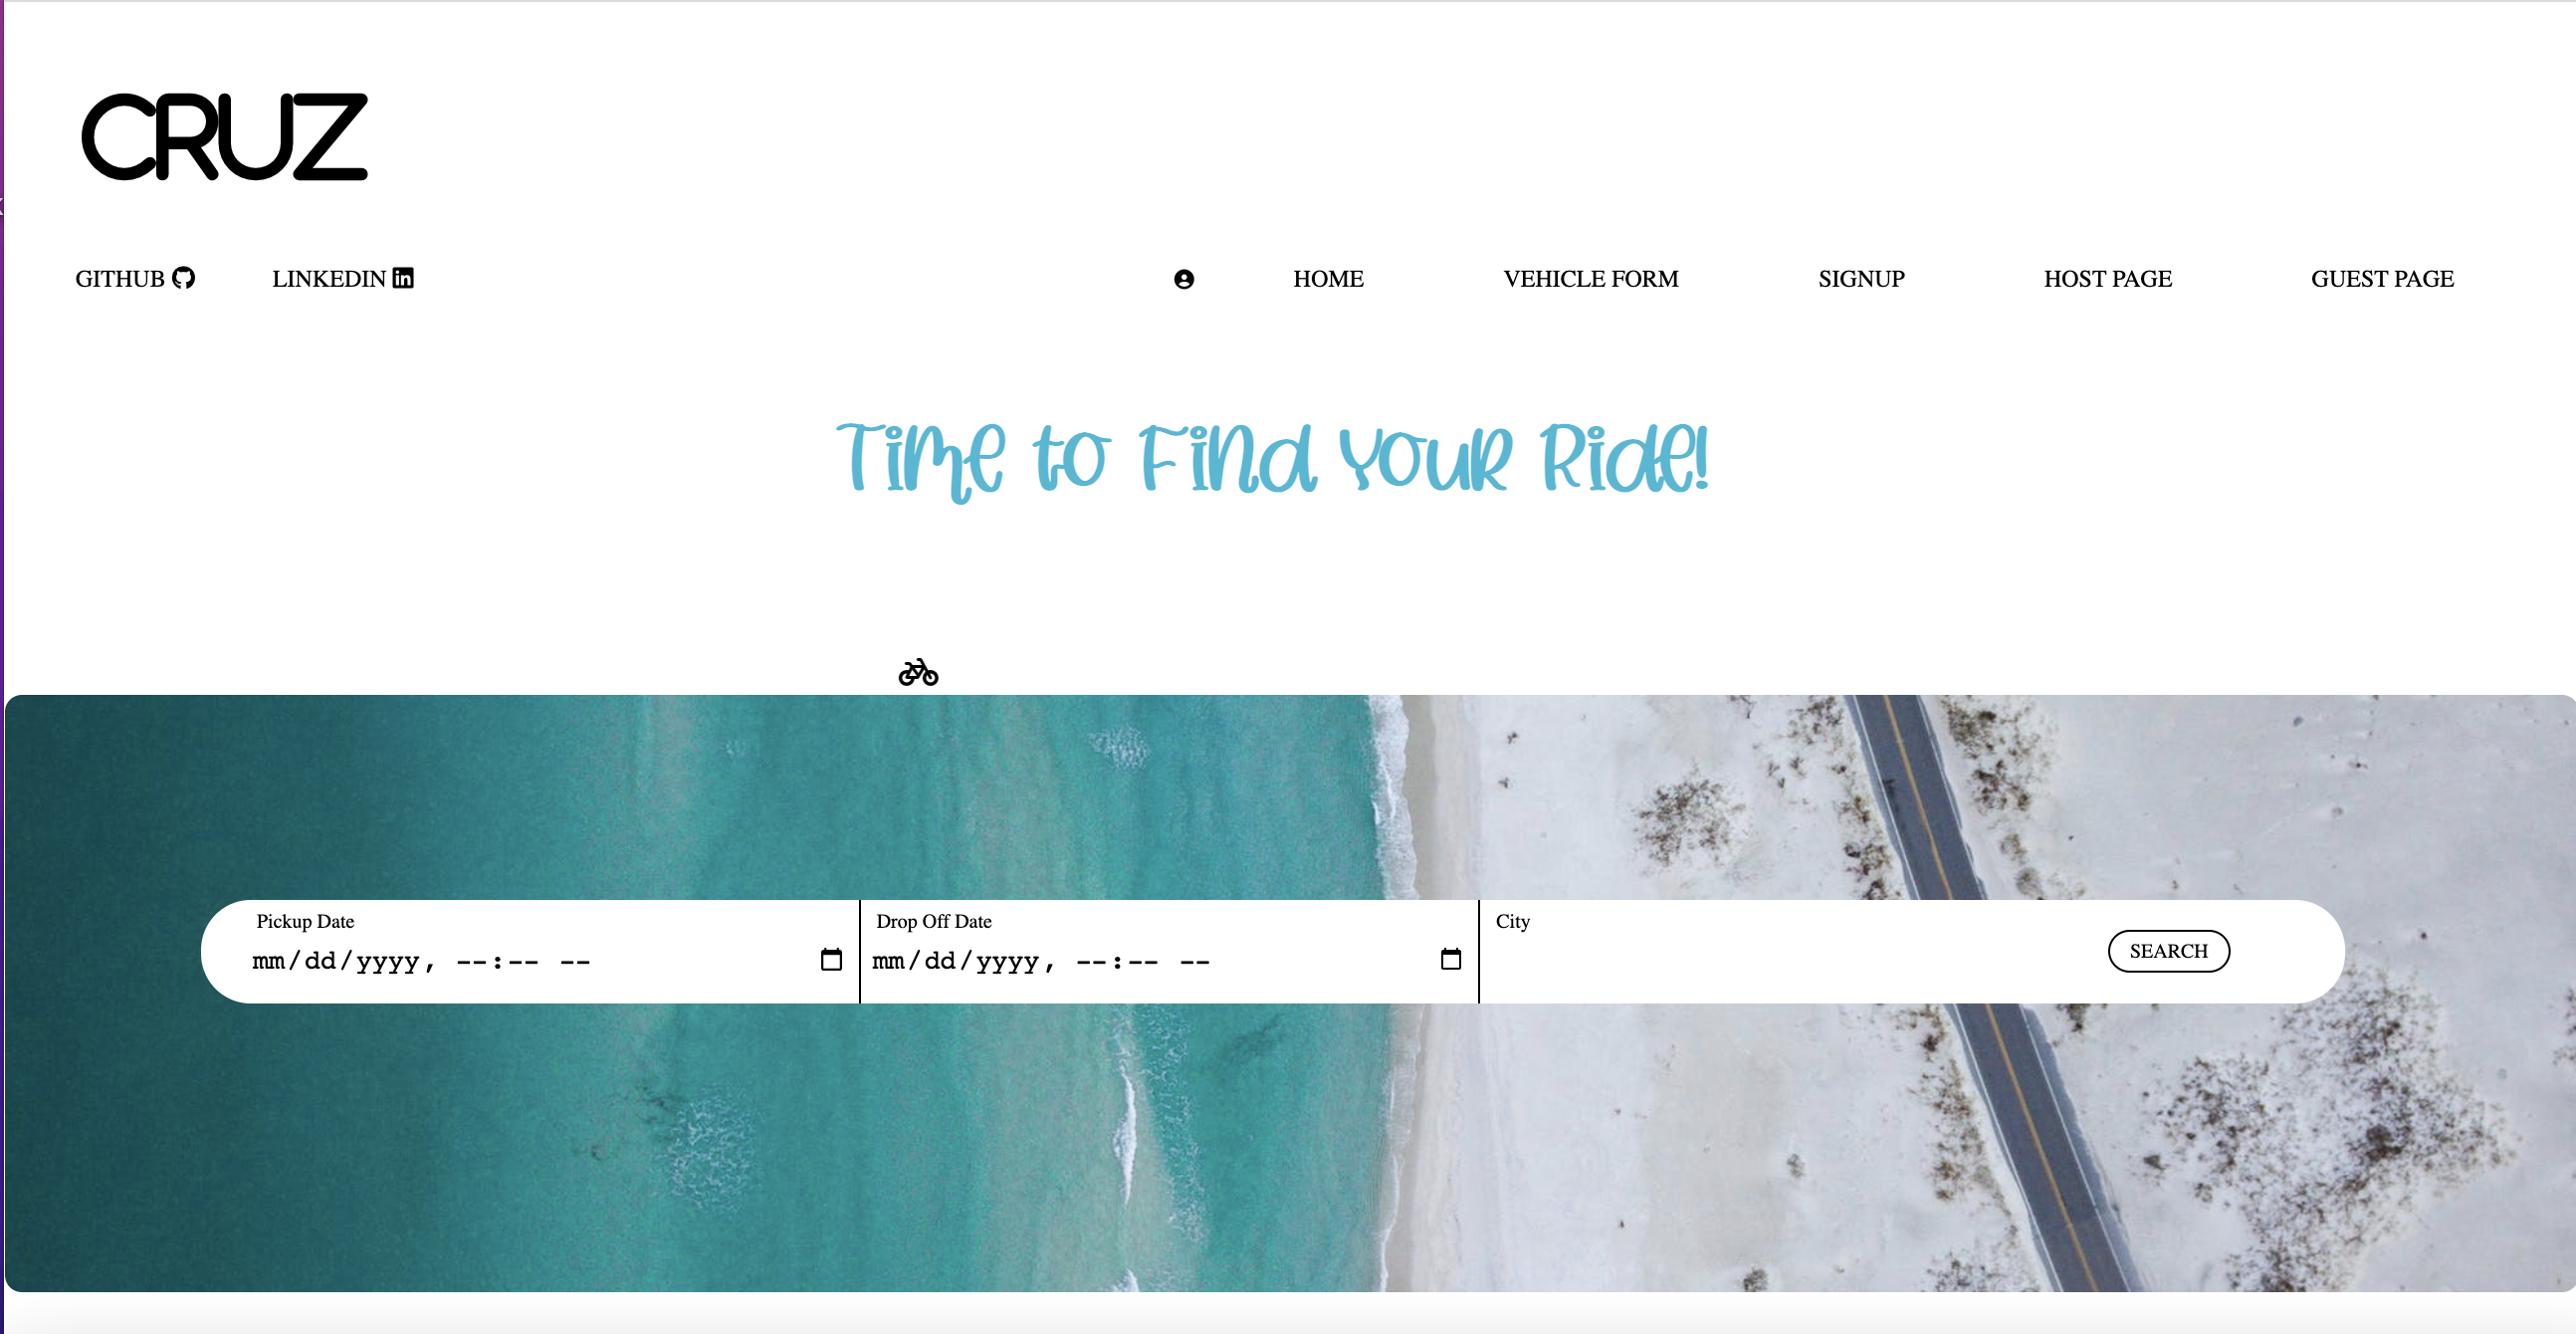 CRUZ
GITHUB LINKEDIN HOME VEHICLE FORM SIGNUP HOST PAGE GUEST PAGE
Time to Find Your Ride!
Pickup Date Drop Off Date City
mm/dd/yyyy, --:-- -- mm/dd/yyyy, --:-- -- SEARCH